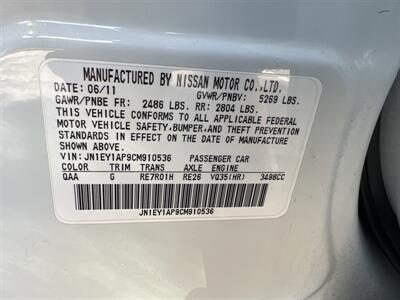 MANUFACTURED BY NISSAN MOTOR CO.,LTD.
DATE: 06/11 GVWR/PNBV: 5269 LBS.
GAWR/PNBE FR: 2486 LBS. RR: 2804 LBS.
THIS VEHICLE CONFORMS TO ALL APPLICABLE FEDERAL
MOTOR VEHICLE SAFETY, BUMPER, AND THEFT PREVENTION
STANDARDS IN EFFECT ON THE DATE OF MANUFACTURE
SHOWN ABOVE.
VIN: JN1EY1AP9CM910536 PASSENGER CAR
COLOR TRIM TRANS AXLE ENGINE
QAA G RE7R01H RE26 VQ35(HR) 3498CC
JN1EY1AP9CM910536